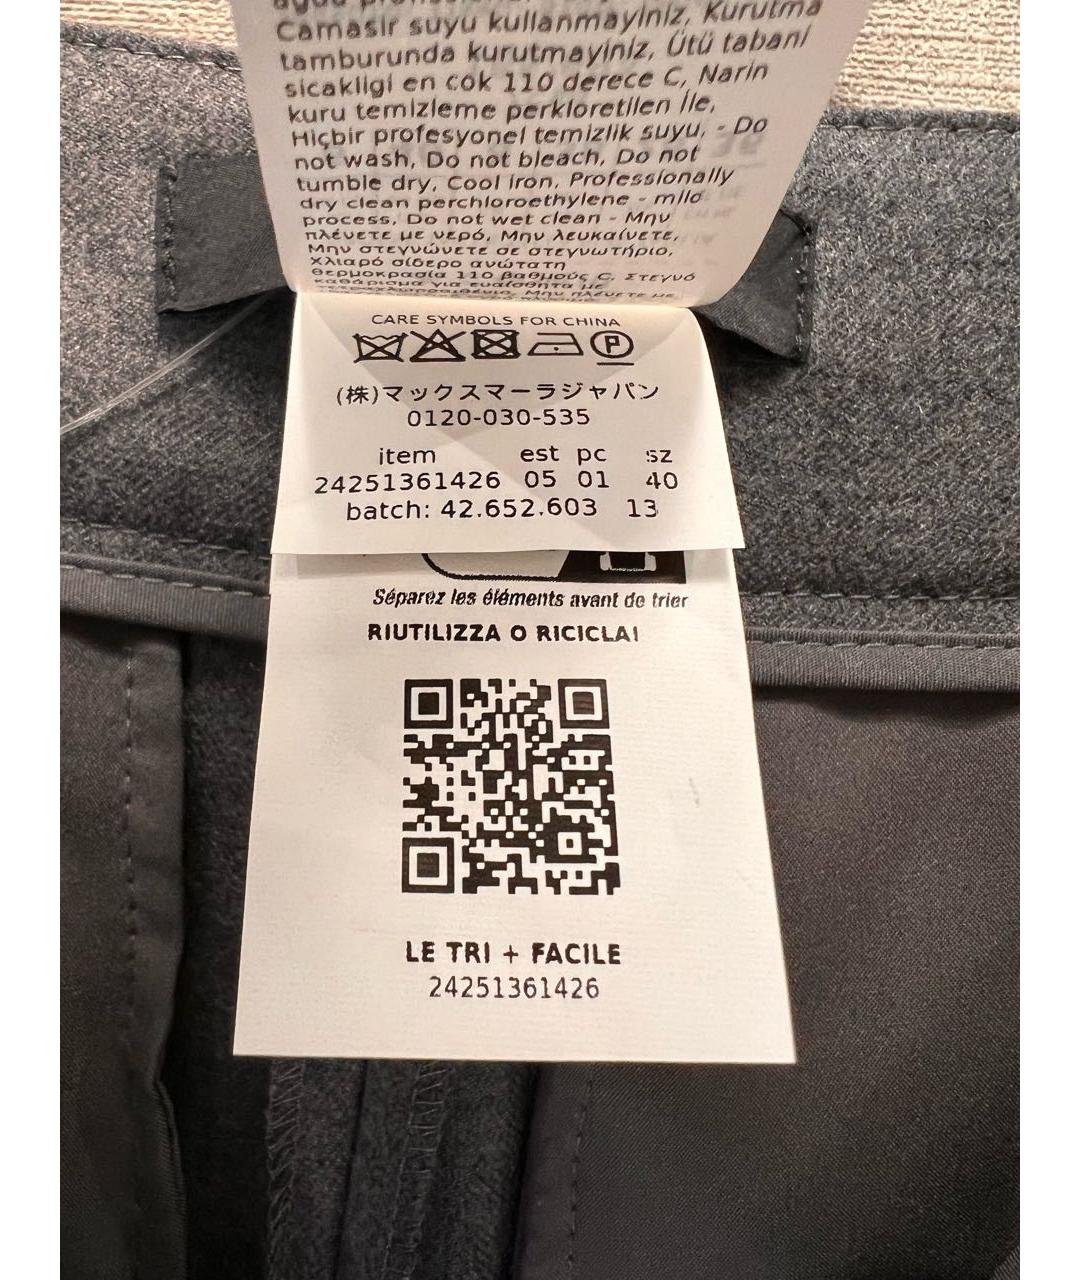 Camasir suyu kullanmayiniz, Kurutma
tamburunda kurutmayiniz, Ütü tabani
sicakligi en cok 110 derece C, Narin
kuru temizleme perkloretilen ile,
Hiçbir profesyonel temizlik suyu, - Do
not wash, Do not bleach, Do not
tumble dry, Cool iron, Professionally
dry clean perchloroethylene - mild
process, Do not wet clean - Μην
πλένετε με νερό, Μην λευκαίνετε,
Μην στεγνώνετε σε στεγνωτήριο,
Χλιαρό σίδερο ανώτατη
θερμοκρασία 110 βαθμούς C, Στεγνό
καθάρισμα για ευαίσθητα με
CARE SYMBOLS FOR CHINA
P
(株)マックスマーラジャパン
0120-030-535
item est pc sz
24251361426 05 01 40
batch: 42.652.603 13
Séparez les éléments avant de trier
RIUTILIZZA O RICICLA!
LE TRI + FACILE
24251361426